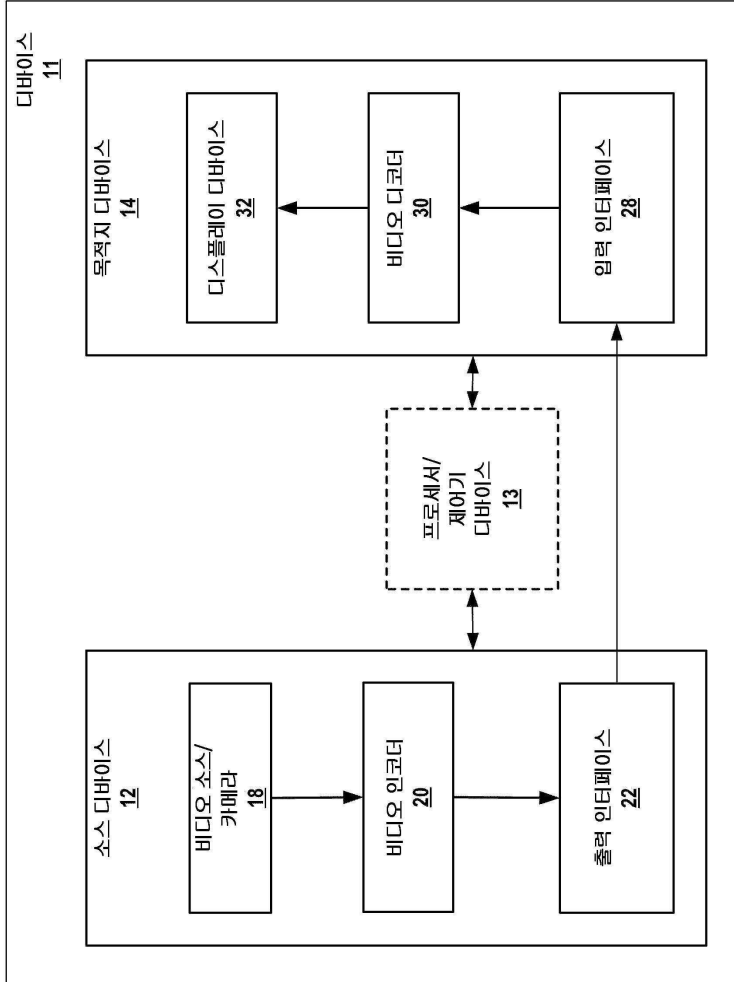 디바이스
11
소스 디바이스
12
비디오 소스/
카메라
18
비디오 인코더
20
출력 인터페이스
22
프로세서/
제어기
디바이스
13
목적지 디바이스
14
디스플레이 디바이스
32
비디오 디코더
30
입력 인터페이스
28